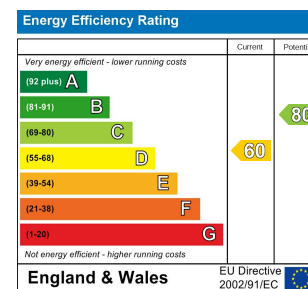 Energy Efficiency Rating
Current
Very energy efficient - lower running costs
(92 plus) A
(81-91) B
80
(69-80) C
(55-68) D
60
(39-54) E
(21-38) F
(1-20) G
Not energy efficient - higher running costs
England & Wales
EU Directive
2002/91/EC